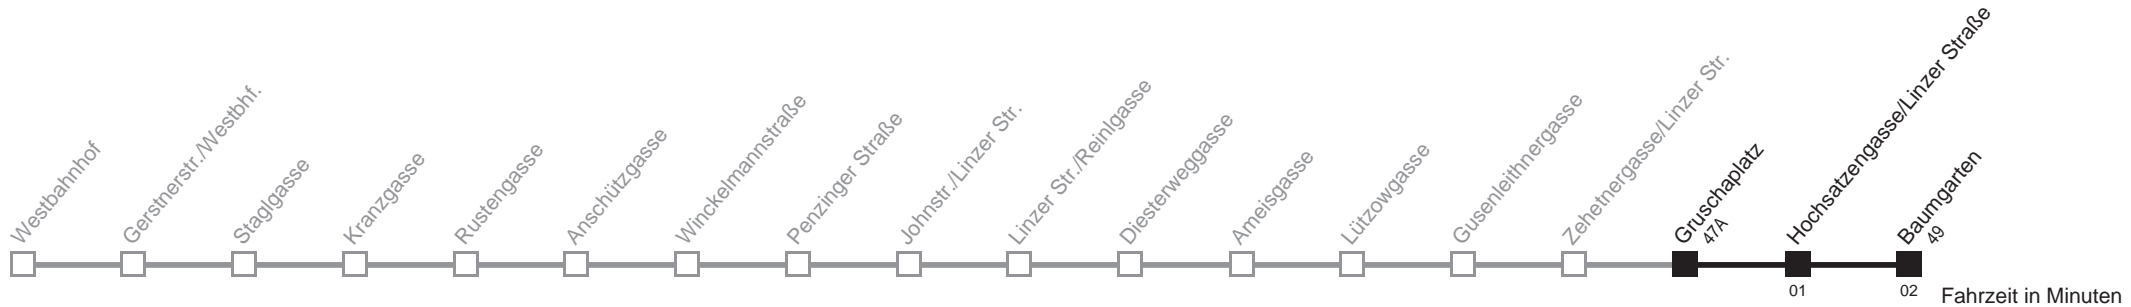 Westbahnhof
Gerstnerstr./Westbhf.
Staglgasse
Kranzgasse
Rustengasse
Anschützgasse
Winckelmannstraße
Penzinger Straße
Johnstr./Linzer Str.
Linzer Str./Reinlgasse
Diesterweggasse
Ameisgasse
Lützowgasse
Gusenleithnergasse
Zehetnergasse/Linzer Str.
Gruschaplatz
47A
Hochsatzengasse/Linzer Straße
Baumgarten
49
01
02
Fahrzeit in Minuten